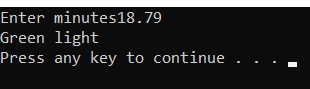 Enter minutes18.79
Green light
Press any key to continue . . .